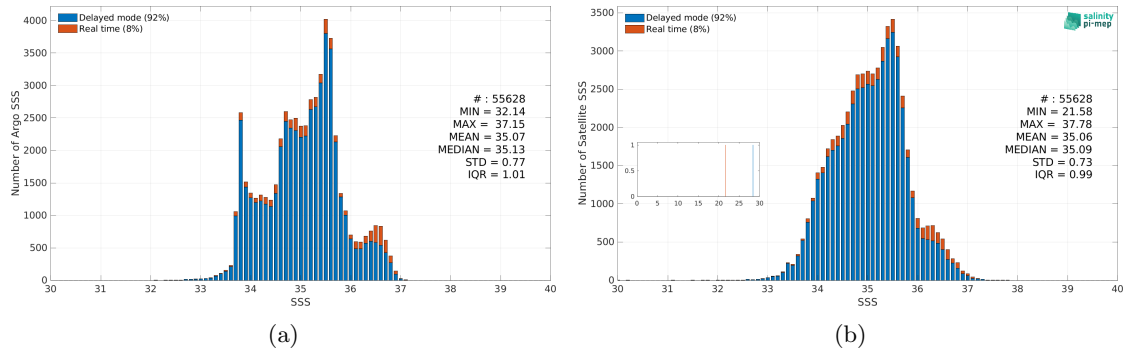 Delayed mode (92%)
Real time (8%)
# : 55628
MIN = 32.14
MAX = 37.15
MEAN = 35.07
MEDIAN = 35.13
STD = 0.77
IQR = 1.01
Number of Argo SSS
4000
3500
3000
2500
2000
1500
1000
500
0
30 31 32 33 34 35 36 37 38 39 40
SSS
(a)
Delayed mode (92%)
Real time (8%)
salinity
pi-mep
# : 55628
MIN = 21.58
MAX = 37.78
MEAN = 35.06
MEDIAN = 35.09
STD = 0.73
IQR = 0.99
Number of Satellite SSS
3500
3000
2500
2000
1500
1000
500
0
1
0.5
0
0 5 10 15 20 25 30
30 31 32 33 34 35 36 37 38 39 40
SSS
(b)